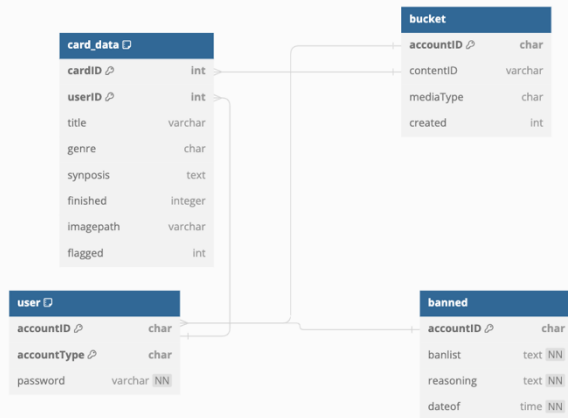 card_data
cardID int
userID int
title varchar
genre char
synposis text
finished integer
imagepath varchar
flagged int
bucket
accountID char
contentID varchar
mediaType char
created int
user
accountID char
accountType char
password varchar NN
banned
accountID char
banlist text NN
reasoning text NN
dateof time NN